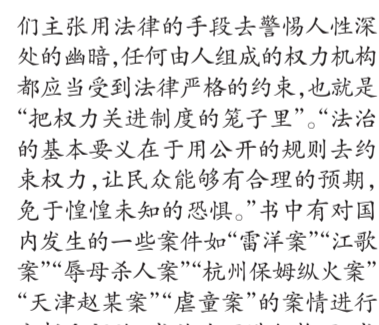 们主张用法律的手段去警惕人性深
处的幽暗,任何由人组成的权力机构
都应当受到法律严格的约束,也就是
“把权力关进制度的笼子里”。“法治
的基本要义在于用公开的规则去约
束权力,让民众能够有合理的预期,
免于惶惶未知的恐惧。”书中有对国
内发生的一些案件如“雷洋案”“江歌
案”“辱母杀人案”“杭州保姆纵火案”
“天津赵某案”“虐童案”的案情进行